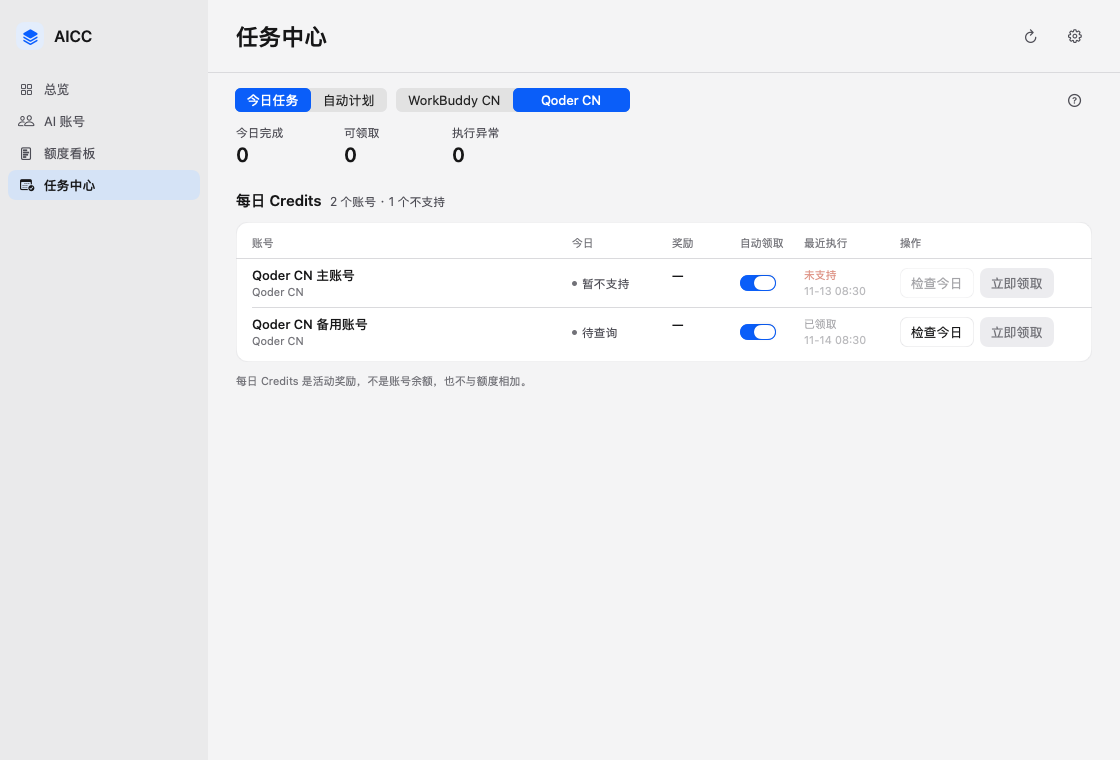 AICC
总览
AI 账号
额度看板
任务中心
任务中心
今日任务 自动计划 WorkBuddy CN Qoder CN
今日完成 可领取 执行异常
0 0 0
每日 Credits 2 个账号 · 1 个不支持
账号 今日 奖励 自动领取 最近执行 操作
Qoder CN 主账号
Qoder CN
暂不支持
—
未支持
11-13 08:30
检查今日 立即领取
Qoder CN 备用账号
Qoder CN
待查询
—
已领取
11-14 08:30
检查今日 立即领取
每日 Credits 是活动奖励，不是账号余额，也不与额度相加。